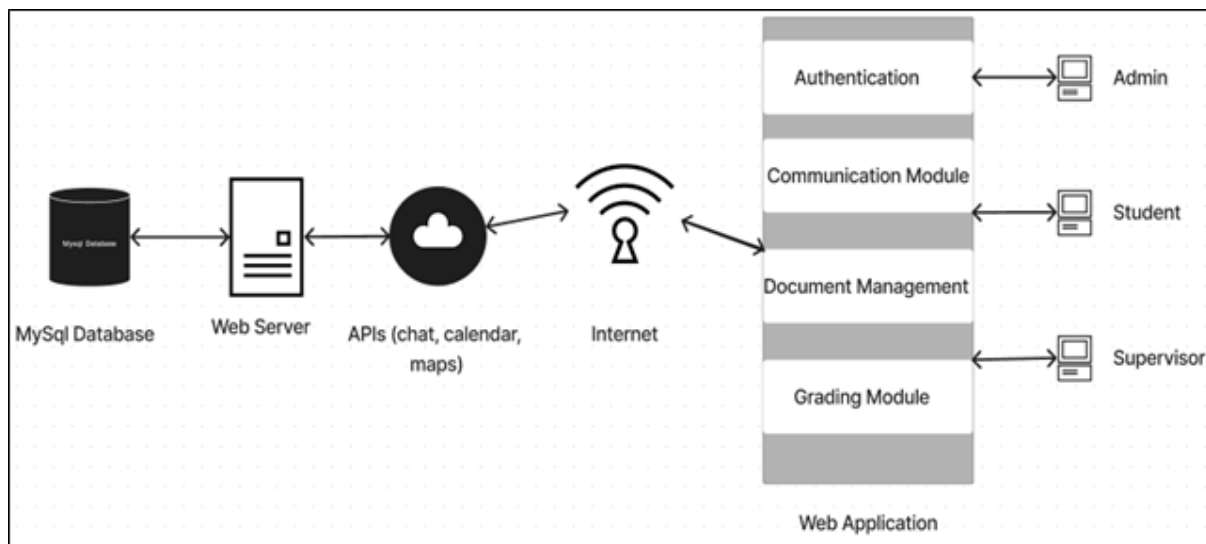 Authentication
Admin
Communication Module
Student
Mysql Database
Document Management
MySql Database
Web Server
APIs (chat, calendar,
maps)
Internet
Supervisor
Grading Module
Web Application